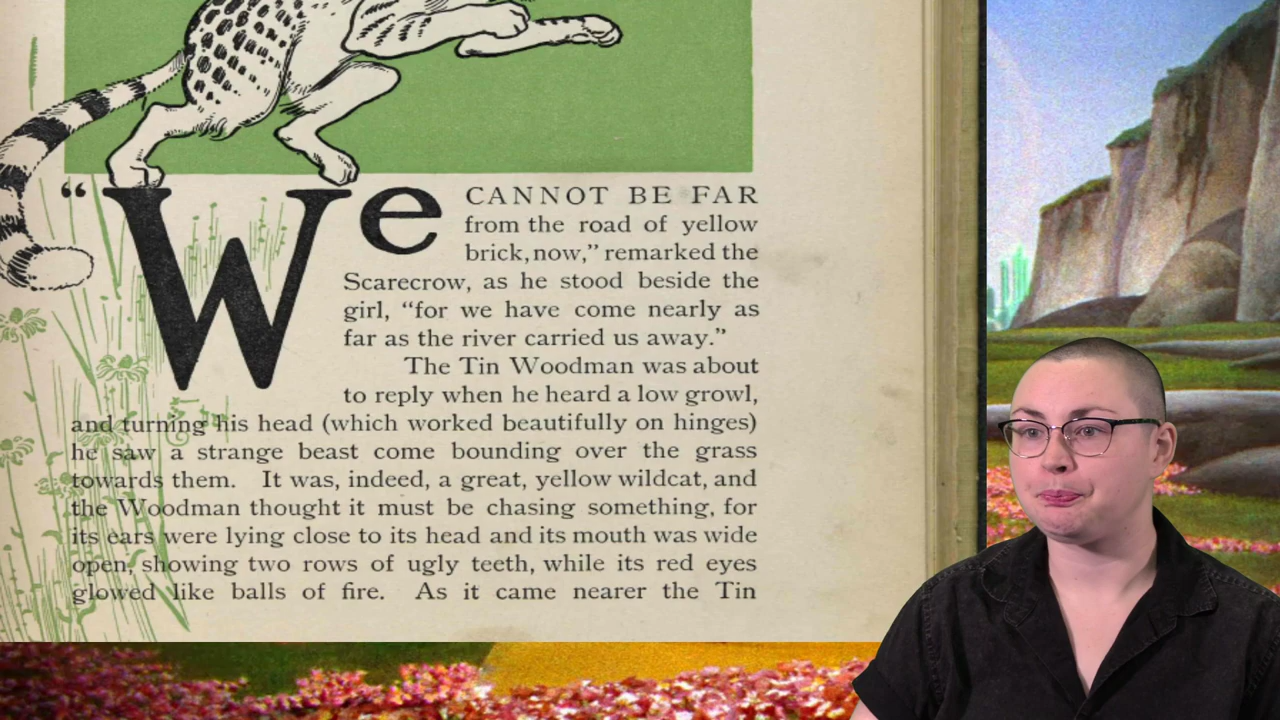 “We CANNOT BE FAR
from the road of yellow
brick, now,” remarked the
Scarecrow, as he stood beside the
girl, “for we have come nearly as
far as the river carried us away.”
The Tin Woodman was about
to reply when he heard a low growl,
and turning his head (which worked beautifully on hinges)
he saw a strange beast come bounding over the grass
towards them. It was, indeed, a great, yellow wildcat, and
the Woodman thought it must be chasing something, for
its ears were lying close to its head and its mouth was wide
open, showing two rows of ugly teeth, while its red eyes
glowed like balls of fire. As it came nearer the Tin